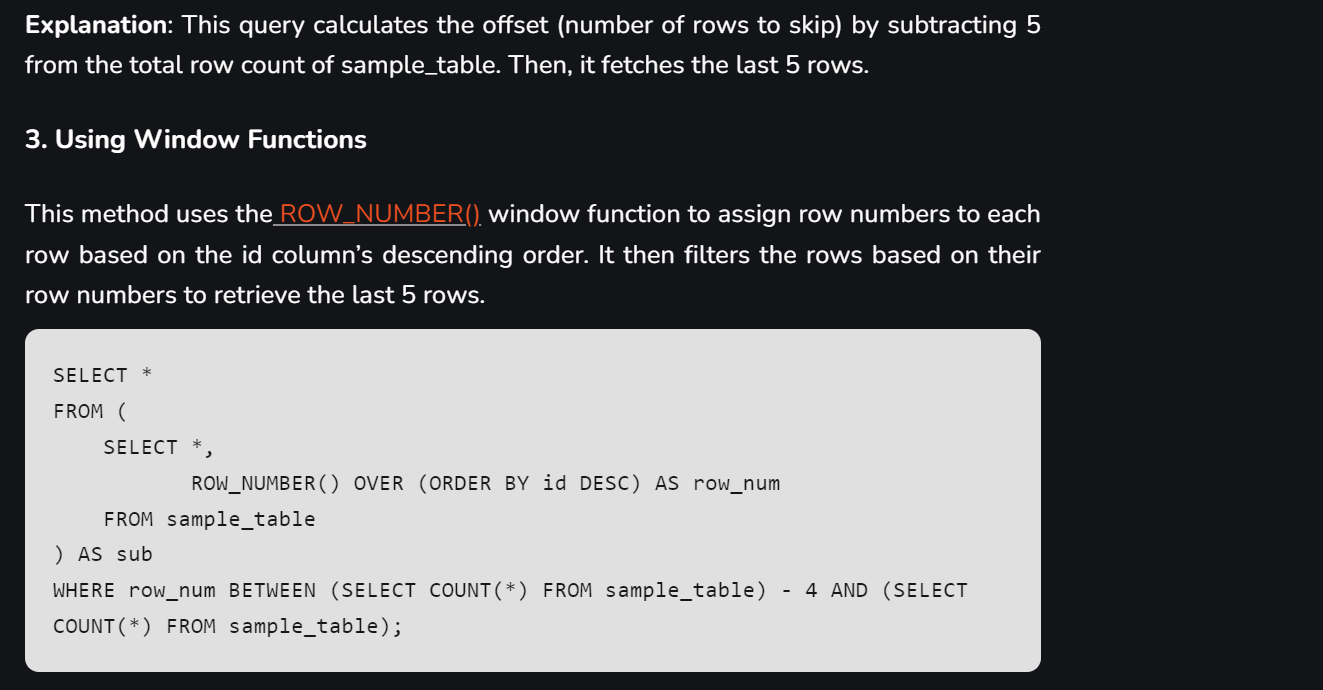 Explanation: This query calculates the offset (number of rows to skip) by subtracting 5
from the total row count of sample_table. Then, it fetches the last 5 rows.
3. Using Window Functions
This method uses the ROW_NUMBER() window function to assign row numbers to each
row based on the id column’s descending order. It then filters the rows based on their
row numbers to retrieve the last 5 rows.
SELECT *
FROM (
    SELECT *,
           ROW_NUMBER() OVER (ORDER BY id DESC) AS row_num
    FROM sample_table
) AS sub
WHERE row_num BETWEEN (SELECT COUNT(*) FROM sample_table) - 4 AND (SELECT
COUNT(*) FROM sample_table);